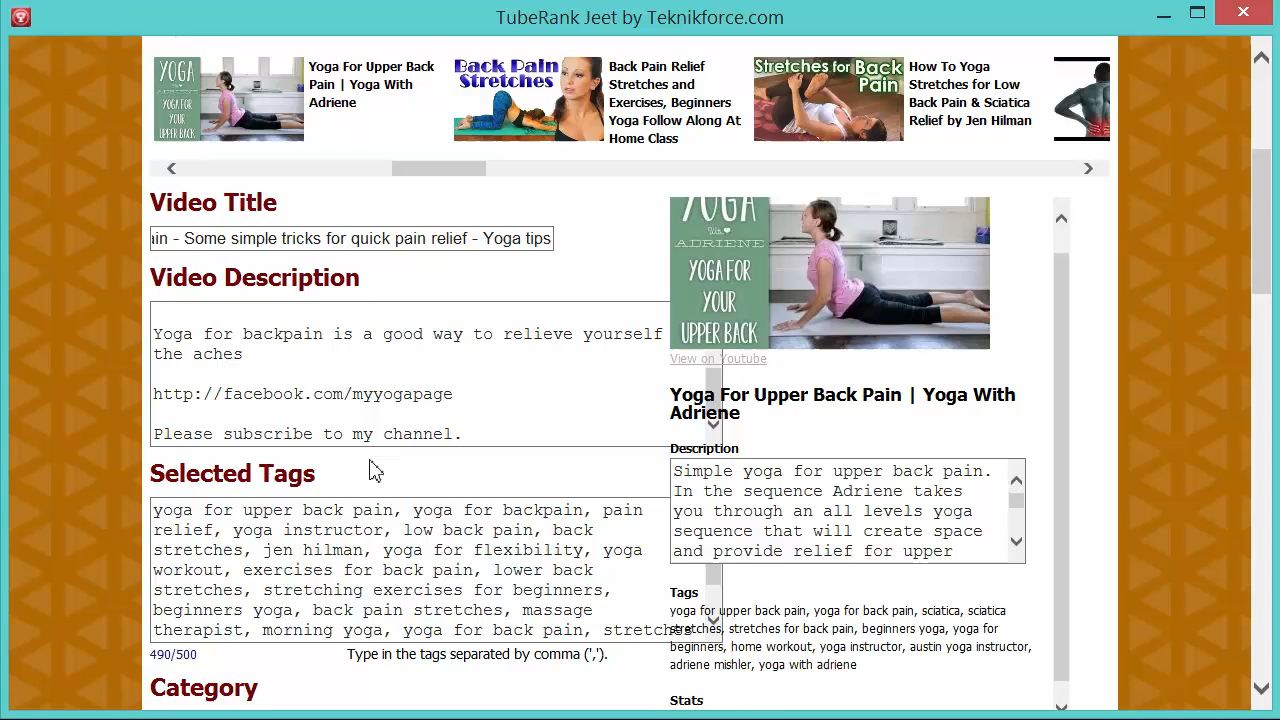 TubeRank Jeet by Teknikforce.com
YOGA
YOGA FOR
YOUR
UPPER BACK
Yoga For Upper Back
Pain | Yoga With
Adriene
Back Pain
Stretches
Back Pain Relief
Stretches and
Exercises, Beginners
Yoga Follow Along At
Home Class
Stretches for Back
Pain
How To Yoga
Stretches for Low
Back Pain & Sciatica
Relief by Jen Hilman
Video Title
ain - Some simple tricks for quick pain relief - Yoga tips
Video Description
Yoga for backpain is a good way to relieve yourself
the aches
http://facebook.com/myyogapage
Please subscribe to my channel.
Selected Tags
yoga for upper back pain, yoga for backpain, pain
relief, yoga instructor, low back pain, back
stretches, jen hilman, yoga for flexibility, yoga
workout, exercises for back pain, lower back
stretches, stretching exercises for beginners,
beginners yoga, back pain stretches, massage
therapist, morning yoga, yoga for back pain, stretches
490/500
Type in the tags separated by comma (',').
Category
YOGA
With
ADRIENE
YOGA FOR
YOUR
UPPER BACK
View on Youtube
Yoga For Upper Back Pain | Yoga With
Adriene
Description
Simple yoga for upper back pain.
In the sequence Adriene takes
you through an all levels yoga
sequence that will create space
and provide relief for upper
Tags
yoga for upper back pain, yoga for back pain, sciatica, sciatica
stretches, stretches for back pain, beginners yoga, yoga for
beginners, home workout, yoga instructor, austin yoga instructor,
adriene mishler, yoga with adriene
Stats